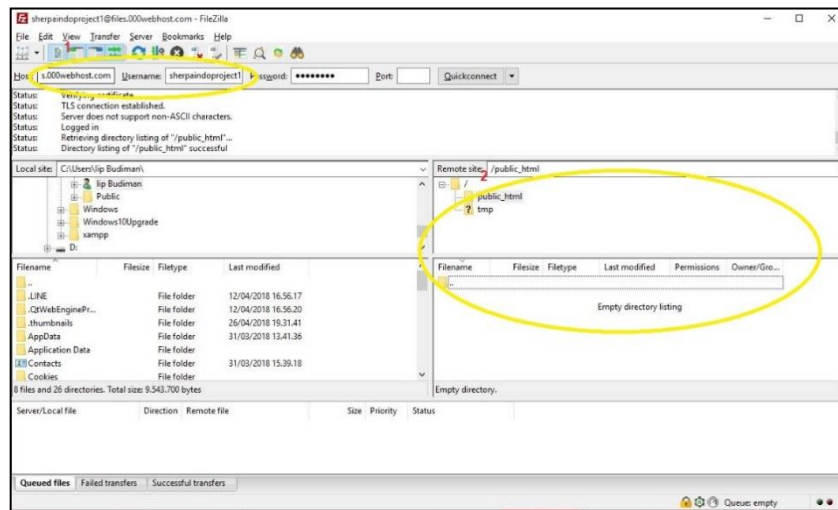 sherpaindoproject1@files.000webhost.com - FileZilla
File Edit View Transfer Server Bookmarks Help
1
Host: s.000webhost.com Username: sherpaindoproject1 Password: ●●●●●●●● Port: Quickconnect
Status: Verifying certificate...
Status: TLS connection established.
Status: Server does not support non-ASCII characters.
Status: Logged in
Status: Retrieving directory listing of "/public_html"...
Status: Directory listing of "/public_html" successful
Local site: C:\Users\Iip Budiman\
Iip Budiman
Public
Windows
Windows10Upgrade
xampp
D:
Remote site: /public_html
2
/
public_html
? tmp
Filename Filesize Filetype Last modified
..
.LINE File folder 12/04/2018 16.56.17
.QtWebEnginePr... File folder 12/04/2018 16.56.20
.thumbnails File folder 26/04/2018 19.31.41
AppData File folder 31/03/2018 13.41.36
Application Data File folder
Contacts File folder 31/03/2018 15.39.18
Cookies File folder
8 files and 26 directories. Total size: 9.543.700 bytes
Filename Filesize Filetype Last modified Permissions Owner/Gro...
..
Empty directory listing
Empty directory.
Server/Local file Direction Remote file Size Priority Status
Queued files Failed transfers Successful transfers
Queue: empty